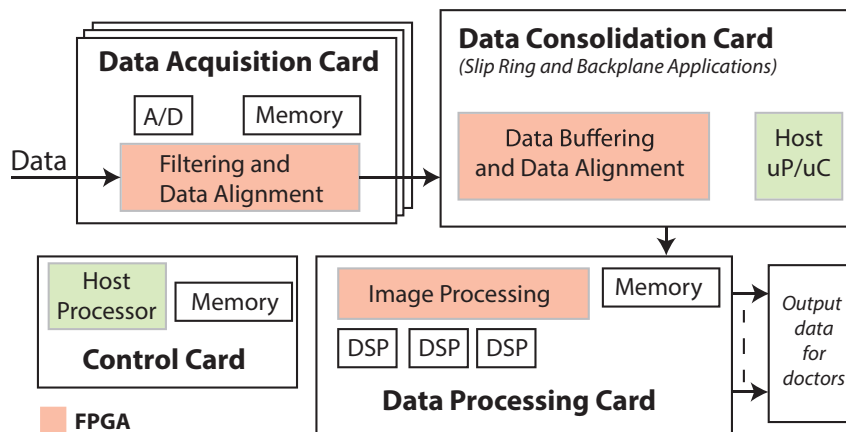 Data Acquisition Card
A/D
Memory
Data
Filtering and
Data Alignment
Data Consolidation Card
(Slip Ring and Backplane Applications)
Data Buffering
and Data Alignment
Host
uP/uC
Host
Processor
Memory
Control Card
Image Processing
Memory
DSP
DSP
DSP
Data Processing Card
Output
data
for
doctors
FPGA